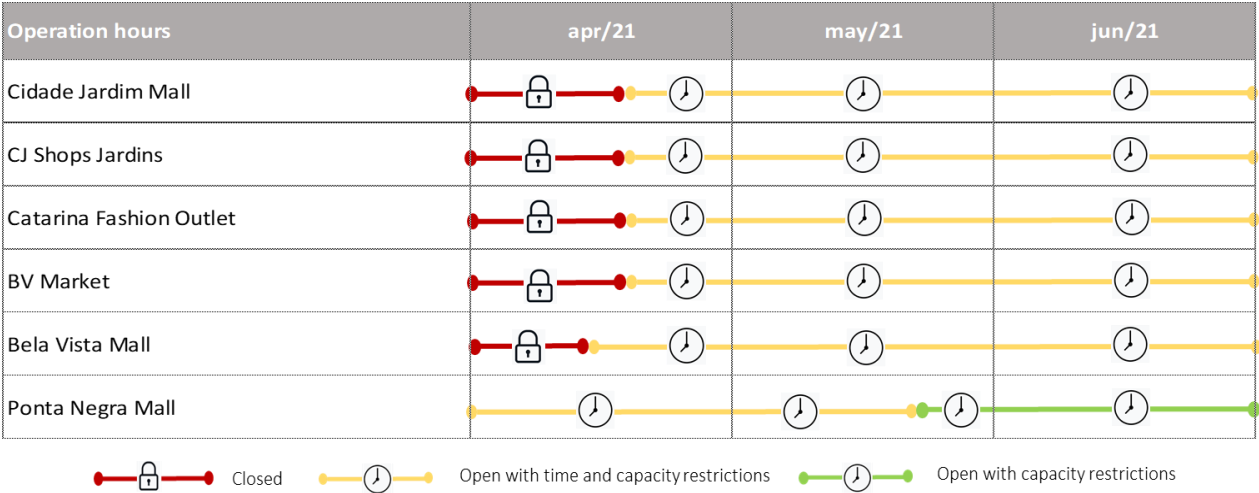 Operation hours apr/21 may/21 jun/21
Cidade Jardim Mall
CJ Shops Jardins
Catarina Fashion Outlet
BV Market
Bela Vista Mall
Ponta Negra Mall
Closed Open with time and capacity restrictions Open with capacity restrictions